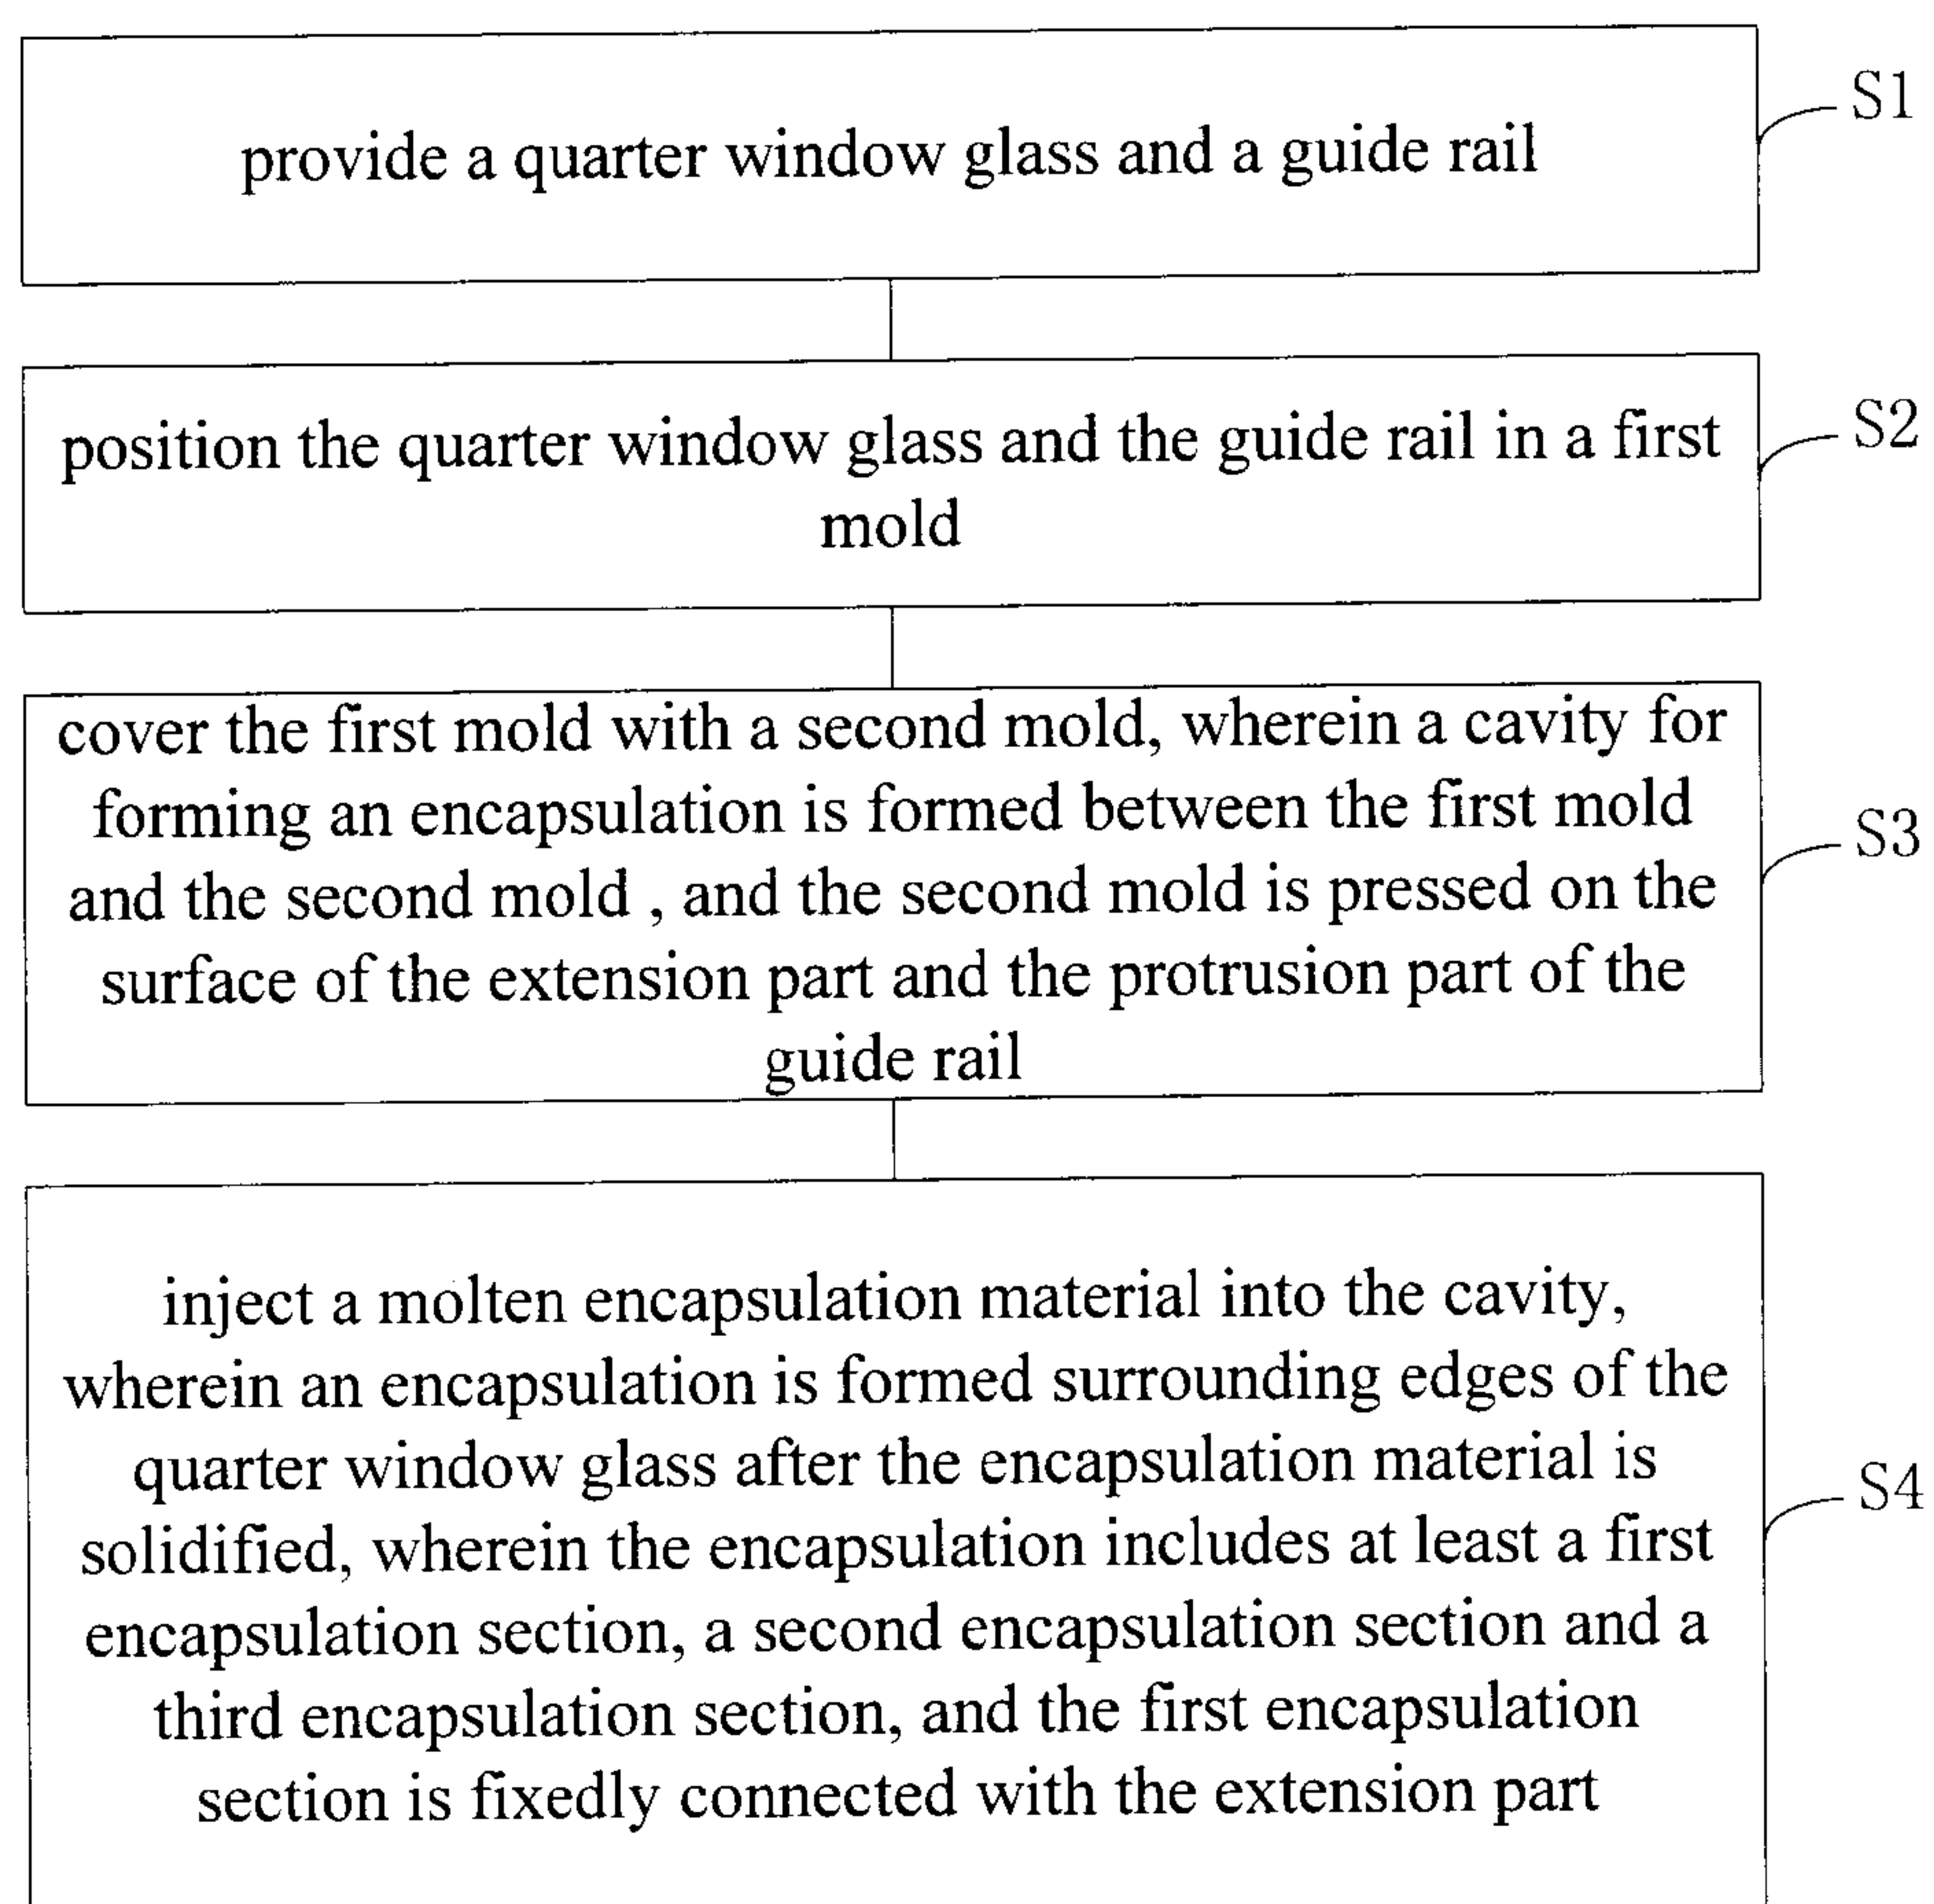 provide a quarter window glass and a guide rail
S1
position the quarter window glass and the guide rail in a first
mold
S2
cover the first mold with a second mold, wherein a cavity for
forming an encapsulation is formed between the first mold
and the second mold , and the second mold is pressed on the
surface of the extension part and the protrusion part of the
guide rail
S3
inject a molten encapsulation material into the cavity,
wherein an encapsulation is formed surrounding edges of the
quarter window glass after the encapsulation material is
solidified, wherein the encapsulation includes at least a first
encapsulation section, a second encapsulation section and a
third encapsulation section, and the first encapsulation
section is fixedly connected with the extension part
S4